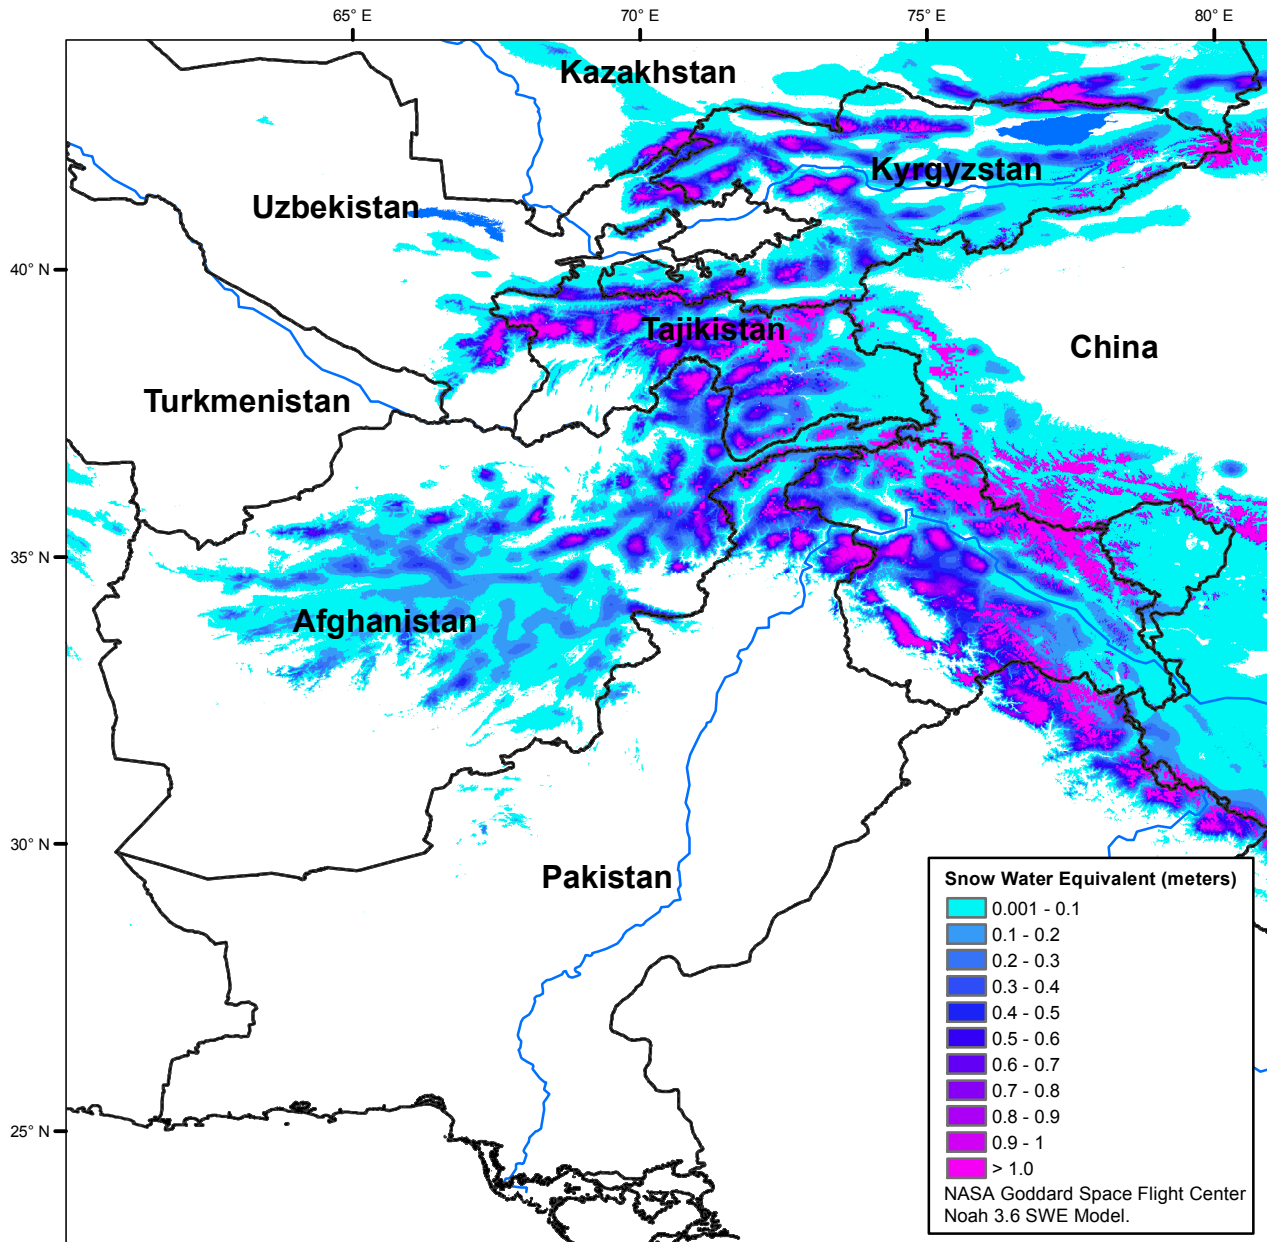 65° E
70° E
75° E
80° E
Kazakhstan
Kyrgyzstan
Uzbekistan
40° N
Tajikistan
China
Turkmenistan
35° N
Afghanistan
30° N
Pakistan
25° N
Snow Water Equivalent (meters)
0.001 - 0.1
0.1 - 0.2
0.2 - 0.3
0.3 - 0.4
0.4 - 0.5
0.5 - 0.6
0.6 - 0.7
0.7 - 0.8
0.8 - 0.9
0.9 - 1
> 1.0
NASA Goddard Space Flight Center
Noah 3.6 SWE Model.